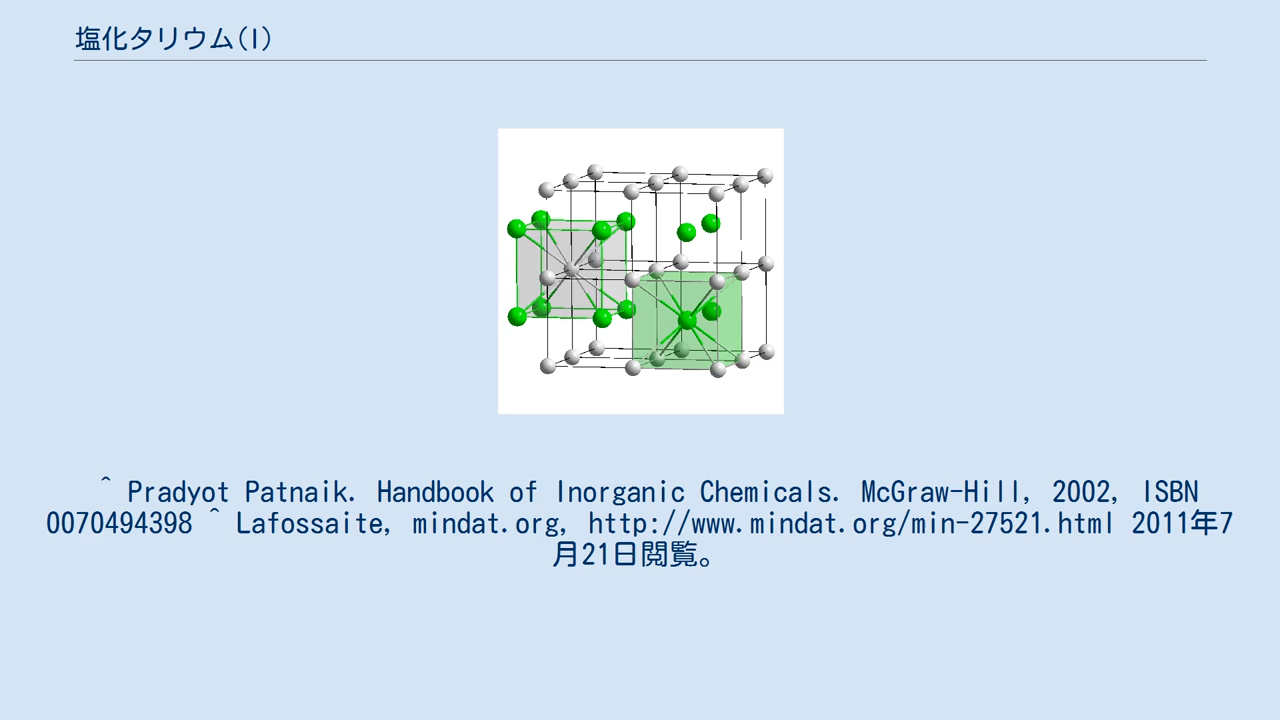 塩化タリウム(I)
^ Pradyot Patnaik. Handbook of Inorganic Chemicals. McGraw-Hill, 2002, ISBN
0070494398 ^ Lafossaite, mindat.org, http://www.mindat.org/min-27521.html 2011年7
月21日閲覧。